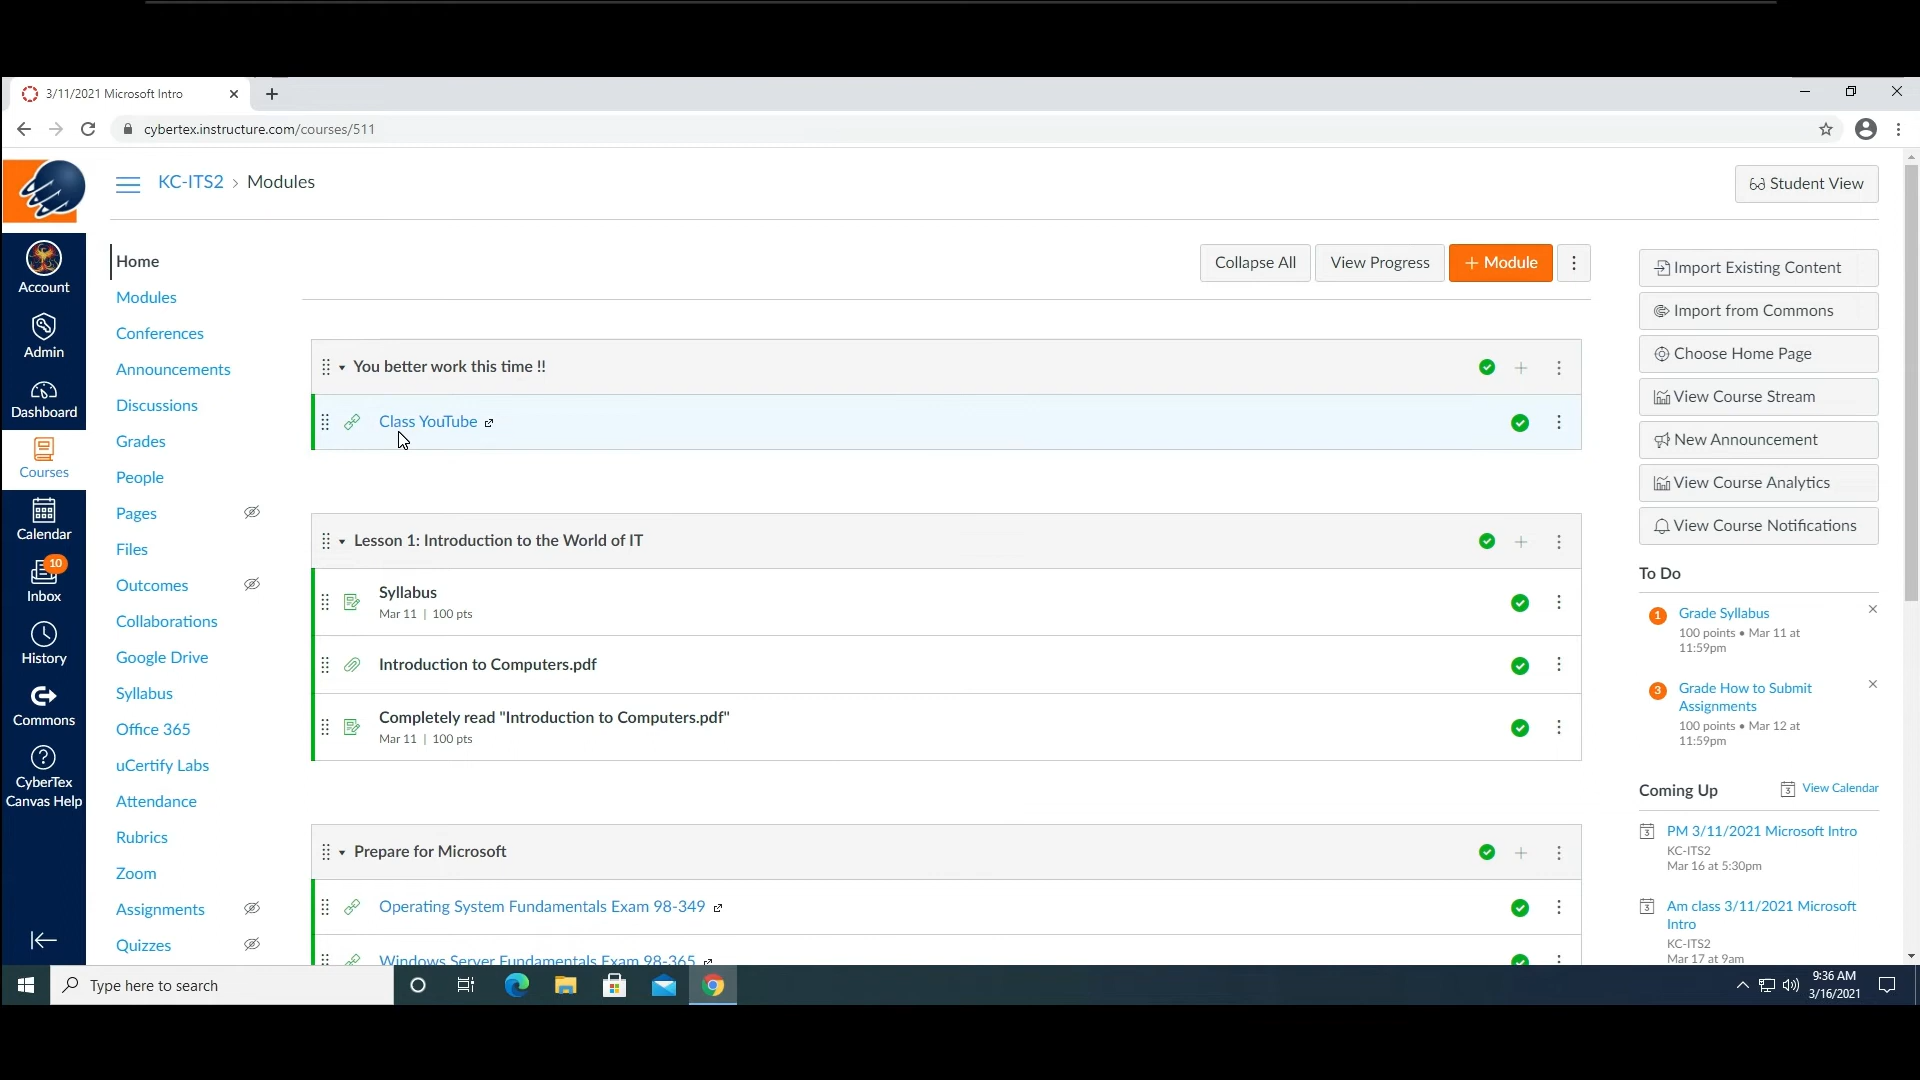 3/11/2021 Microsoft Intro
cybertex.instructure.com/courses/511
KC-ITS2 › Modules
Student View
Account
Admin
Dashboard
Courses
Calendar
10
Inbox
History
Commons
CyberTex
Canvas Help
Home
Modules
Conferences
Announcements
Discussions
Grades
People
Pages
Files
Outcomes
Collaborations
Google Drive
Syllabus
Office 365
uCertify Labs
Attendance
Rubrics
Zoom
Assignments
Quizzes
Collapse All
View Progress
+ Module
You better work this time !!
Class YouTube
Lesson 1: Introduction to the World of IT
Syllabus
Mar 11 | 100 pts
Introduction to Computers.pdf
Completely read "Introduction to Computers.pdf"
Mar 11 | 100 pts
Prepare for Microsoft
Operating System Fundamentals Exam 98-349
Windows Server Fundamentals Exam 98-365
Import Existing Content
Import from Commons
Choose Home Page
View Course Stream
New Announcement
View Course Analytics
View Course Notifications
To Do
1 Grade Syllabus
100 points • Mar 11 at
11:59pm
3 Grade How to Submit
Assignments
100 points • Mar 12 at
11:59pm
Coming Up
3 View Calendar
3 PM 3/11/2021 Microsoft Intro
KC-ITS2
Mar 16 at 5:30pm
3 Am class 3/11/2021 Microsoft
Intro
KC-ITS2
Mar 17 at 9am
Type here to search
9:36 AM
3/16/2021